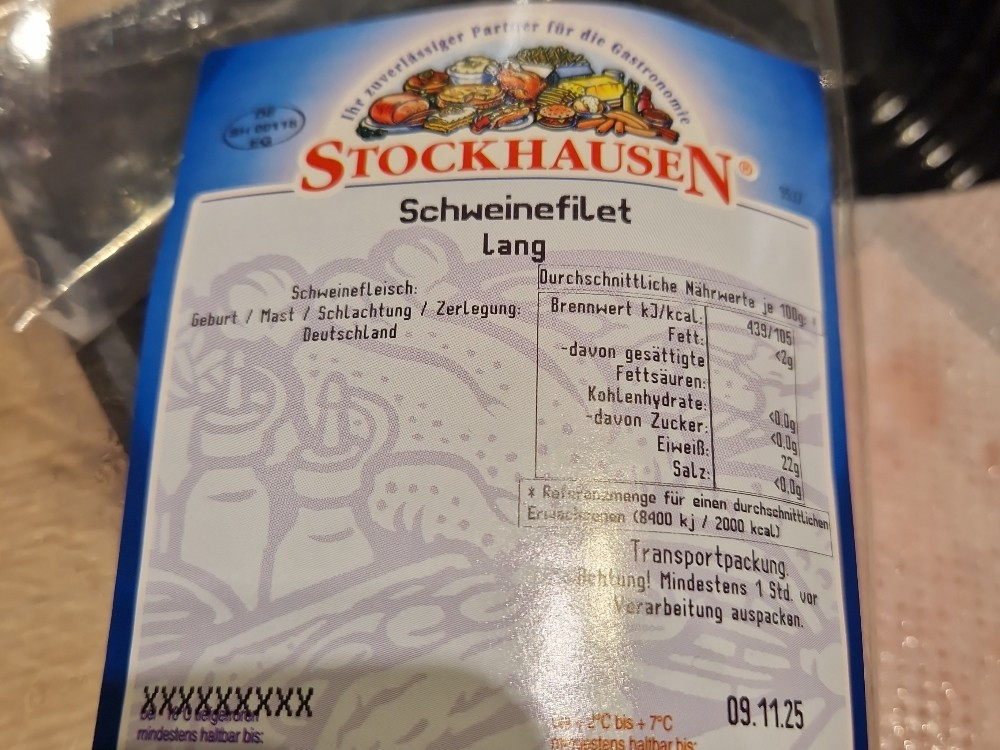 Ihr zuverlässiger Partner für die Gastronomie
STOCKHAUSEN®
Schweinefilet
Lang
Schweinefleisch:
Geburt / Mast / Schlachtung / Zerlegung:
Deutschland
Durchschnittliche Nährwerte je 100g:
Brennwert kJ/kcal: 439/105
Fett: <2g
-davon gesättigte
Fettsäuren:
Kohlenhydrate: <0,0g
-davon Zucker: <0,0g
Eiweiß: 22g
Salz: <0,0g
* Referenzmenge für einen durchschnittlichen
Erwachsenen (8400 kj / 2000 kcal)
Transportpackung.
Achtung! Mindestens 1 Std. vor
Verarbeitung auspacken.
XXXXXXXXX
mindestens haltbar bis:
2°C bis + 7°C
mindestens haltbar bis:
09.11.25